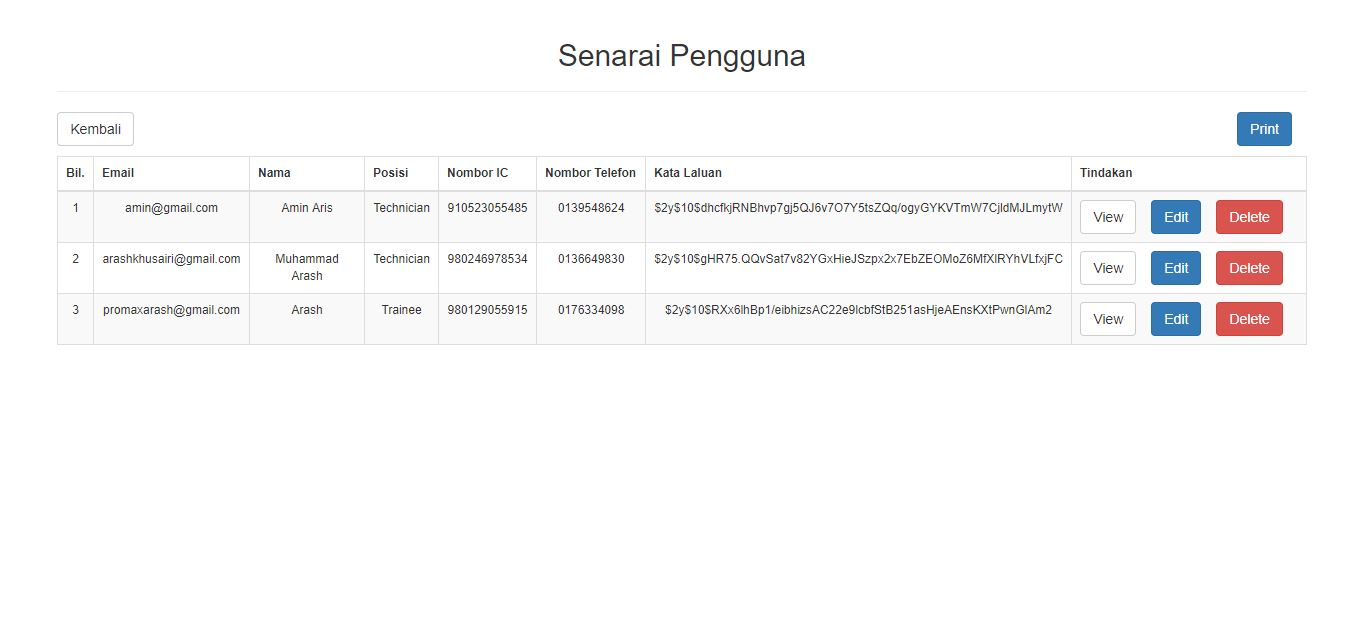 Senarai Pengguna
Kembali Print
Bil. Email Nama Posisi Nombor IC Nombor Telefon Kata Laluan Tindakan
1 amin@gmail.com Amin Aris Technician 910523055485 0139548624 $2y$10$dhcfkjRNBhvp7gj5QJ6v7O7Y5tsZQq/ogyGYKVTmW7CjIdMJLmytW View Edit Delete
2 arashkhusairi@gmail.com Muhammad Technician 980246978534 0136649830 $2y$10$gHR75.QQvSat7v82YGxHieJSzpx2x7EbZEOMoZ6MfXlRYhVLfxjFC View Edit Delete
Arash
3 promaxarash@gmail.com Arash Trainee 980129055915 0176334098 $2y$10$RXx6lhBp1/eibhizsAC22e9lcbfStB251asHjeAEnsKXtPwnGlAm2 View Edit Delete